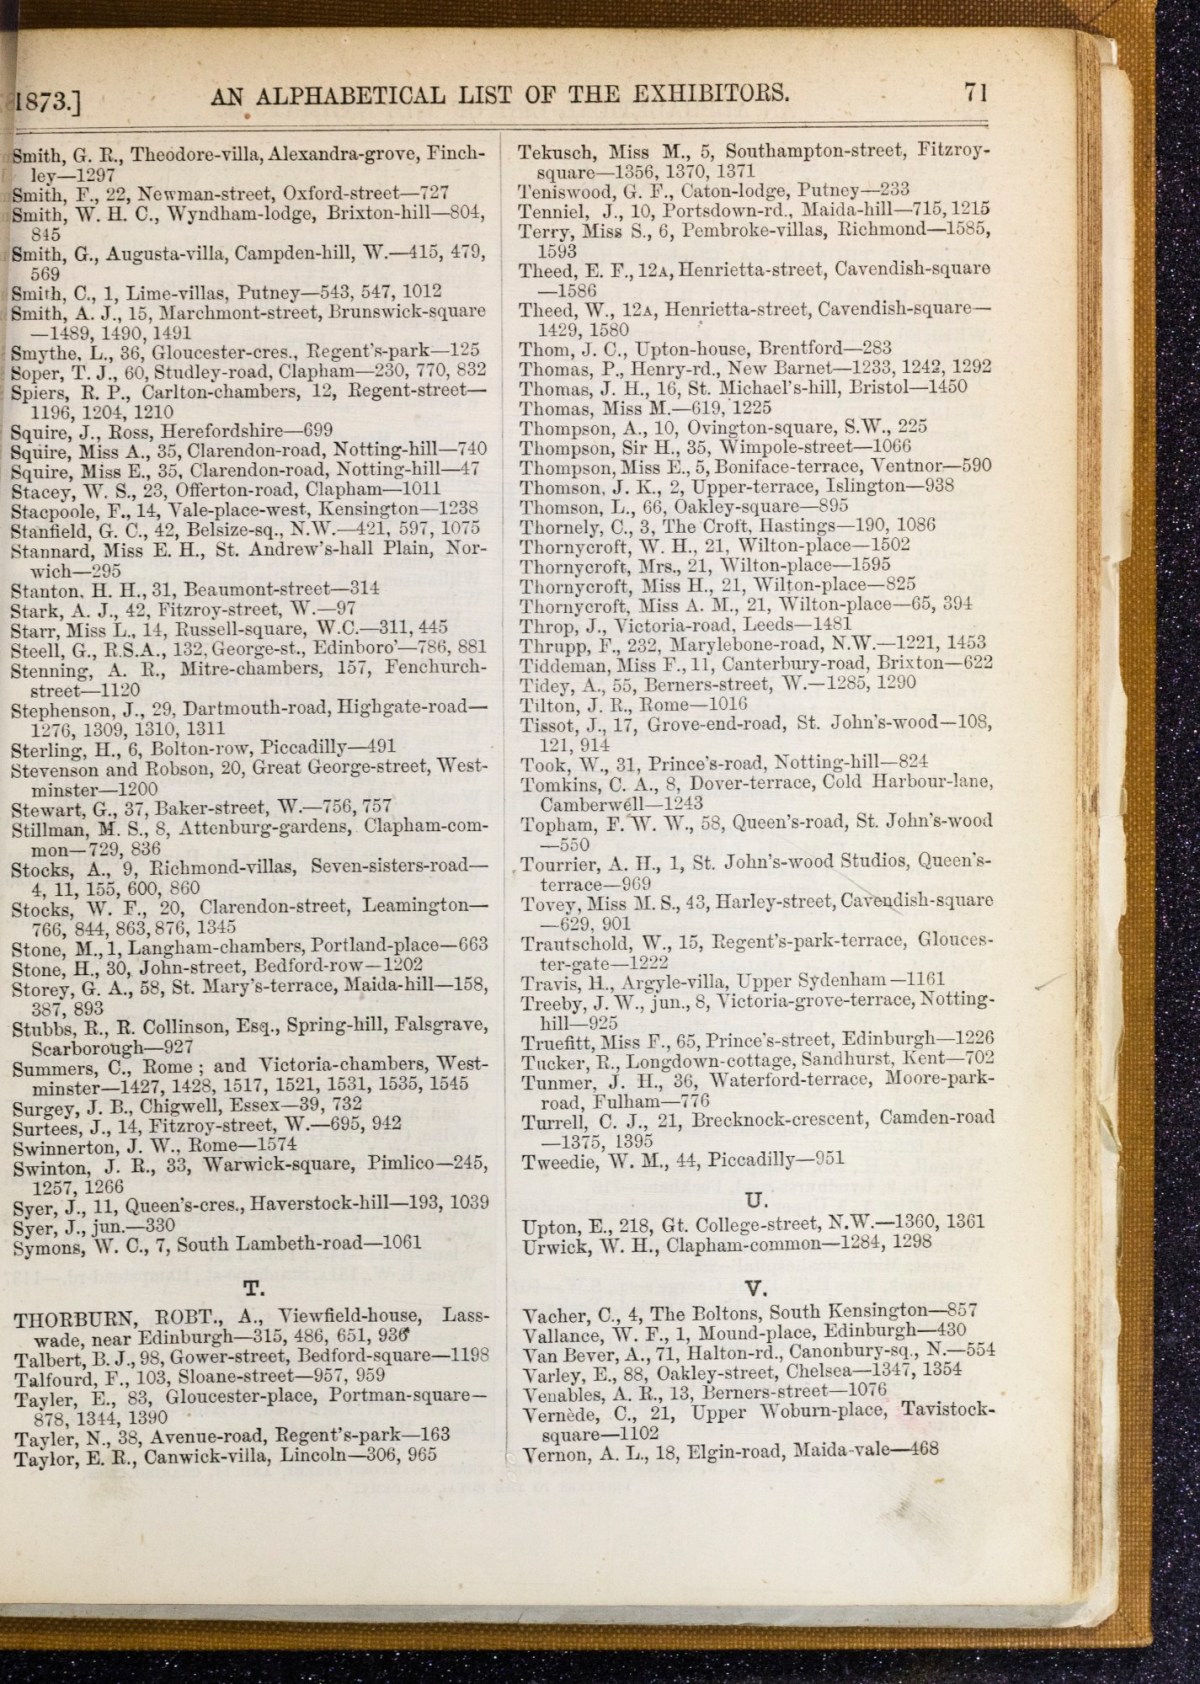 1873.] AN ALPHABETICAL LIST OF THE EXHIBITORS. 71
Smith, G. R., Theodore-villa, Alexandra-grove, Finch-
ley—1297
Smith, F., 22, Newman-street, Oxford-street—727
Smith, W. H. C., Wyndham-lodge, Brixton-hill—804,
845
Smith, G., Augusta-villa, Campden-hill, W.—415, 479,
569
Smith, C., 1, Lime-villas, Putney—543, 547, 1012
Smith, A. J., 15, Marchmont-street, Brunswick-square
—1489, 1490, 1491
Smythe, L., 36, Gloucester-cres., Regent's-park—125
Soper, T. J., 60, Studley-road, Clapham—230, 770, 832
Spiers, R. P., Carlton-chambers, 12, Regent-street—
1196, 1204, 1210
Squire, J., Ross, Herefordshire—699
Squire, Miss A., 35, Clarendon-road, Notting-hill—740
Squire, Miss E., 35, Clarendon-road, Notting-hill—47
Stacey, W. S., 23, Offerton-road, Clapham—1011
Stacpoole, F., 14, Vale-place-west, Kensington—1238
Stanfield, G. C., 42, Belsize-sq., N.W.—421, 597, 1075
Stannard, Miss E. H., St. Andrew's-hall Plain, Nor-
wich—295
Stanton, H. H., 31, Beaumont-street—314
Stark, A. J., 42, Fitzroy-street, W.—97
Starr, Miss L., 14, Russell-square, W.C.—311, 445
Steell, G., R.S.A., 132, George-st., Edinboro'—786, 881
Stenning, A. R., Mitre-chambers, 157, Fenchurch-
street—1120
Stephenson, J., 29, Dartmouth-road, Highgate-road—
1276, 1309, 1310, 1311
Sterling, H., 6, Bolton-row, Piccadilly—491
Stevenson and Robson, 20, Great George-street, West-
minster—1200
Stewart, G., 37, Baker-street, W.—756, 757
Stillman, M. S., 8, Attenburg-gardens, Clapham-com-
mon—729, 836
Stocks, A., 9, Richmond-villas, Seven-sisters-road—
4, 11, 155, 600, 860
Stocks, W. F., 20, Clarendon-street, Leamington—
766, 844, 863, 876, 1345
Stone, M., 1, Langham-chambers, Portland-place—663
Stone, H., 30, John-street, Bedford-row—1202
Storey, G. A., 58, St. Mary's-terrace, Maida-hill—158,
387, 893
Stubbs, R., R. Collinson, Esq., Spring-hill, Falsgrave,
Scarborough—927
Summers, C., Rome ; and Victoria-chambers, West-
minster—1427, 1428, 1517, 1521, 1531, 1535, 1545
Surgey, J. B., Chigwell, Essex—39, 732
Surtees, J., 14, Fitzroy-street, W.—695, 942
Swinnerton, J. W., Rome—1574
Swinton, J. R., 33, Warwick-square, Pimlico—245,
1257, 1266
Syer, J., 11, Queen's-cres., Haverstock-hill—193, 1039
Syer, J., jun.—330
Symons, W. C., 7, South Lambeth-road—1061
T.
THORBURN, ROBT., A., Viewfield-house, Lass-
wade, near Edinburgh—315, 486, 651, 936
Talbert, B. J., 98, Gower-street, Bedford-square—1198
Talfourd, F., 103, Sloane-street—957, 959
Tayler, E., 83, Gloucester-place, Portman-square—
878, 1344, 1390
Tayler, N., 38, Avenue-road, Regent's-park—163
Taylor, E. R., Canwick-villa, Lincoln—306, 965
Tekusch, Miss M., 5, Southampton-street, Fitzroy-
square—1356, 1370, 1371
Teniswood, G. F., Caton-lodge, Putney—233
Tenniel, J., 10, Portsdown-rd., Maida-hill—715, 1215
Terry, Miss S., 6, Pembroke-villas, Richmond—1585,
1593
Theed, E. F., 12A, Henrietta-street, Cavendish-square
—1586
Theed, W., 12A, Henrietta-street, Cavendish-square—
1429, 1580
Thom, J. C., Upton-house, Brentford—283
Thomas, P., Henry-rd., New Barnet—1233, 1242, 1292
Thomas, J. H., 16, St. Michael's-hill, Bristol—1450
Thomas, Miss M.—619, 1225
Thompson, A., 10, Ovington-square, S.W., 225
Thompson, Sir H., 35, Wimpole-street—1066
Thompson, Miss E., 5, Boniface-terrace, Ventnor—590
Thomson, J. K., 2, Upper-terrace, Islington—938
Thomson, L., 66, Oakley-square—895
Thornely, C., 3, The Croft, Hastings—190, 1086
Thornycroft, W. H., 21, Wilton-place—1502
Thornycroft, Mrs., 21, Wilton-place—1595
Thornycroft, Miss H., 21, Wilton-place—825
Thornycroft, Miss A. M., 21, Wilton-place—65, 394
Throp, J., Victoria-road, Leeds—1481
Thrupp, F., 232, Marylebone-road, N.W.—1221, 1453
Tiddeman, Miss F., 11, Canterbury-road, Brixton—622
Tidey, A., 55, Berners-street, W.—1285, 1290
Tilton, J. R., Rome—1016
Tissot, J., 17, Grove-end-road, St. John's-wood—108,
121, 914
Took, W., 31, Prince's-road, Notting-hill—824
Tomkins, C. A., 8, Dover-terrace, Cold Harbour-lane,
Camberwell—1243
Topham, F. W. W., 58, Queen's-road, St. John's-wood
—550
Tourrier, A. H., 1, St. John's-wood Studios, Queen's-
terrace—969
Tovey, Miss M. S., 43, Harley-street, Cavendish-square
—629, 901
Trautschold, W., 15, Regent's-park-terrace, Glouces-
ter-gate—1222
Travis, H., Argyle-villa, Upper Sydenham—1161
Treeby, J. W., jun., 8, Victoria-grove-terrace, Notting-
hill—925
Truefitt, Miss F., 65, Prince's-street, Edinburgh—1226
Tucker, R., Longdown-cottage, Sandhurst, Kent—702
Tunmer, J. H., 36, Waterford-terrace, Moore-park-
road, Fulham—776
Turrell, C. J., 21, Brecknock-crescent, Camden-road
—1375, 1395
Tweedie, W. M., 44, Piccadilly—951
U.
Upton, E., 218, Gt. College-street, N.W.—1360, 1361
Urwick, W. H., Clapham-common—1284, 1298
V.
Vacher, C., 4, The Boltons, South Kensington—857
Vallance, W. F., 1, Mound-place, Edinburgh—430
Van Bever, A., 71, Halton-rd., Canonbury-sq., N.—554
Varley, E., 88, Oakley-street, Chelsea—1347, 1354
Venables, A. R., 13, Berners-street—1076
Vernède, C., 21, Upper Woburn-place, Tavistock-
square—1102
Vernon, A. L., 18, Elgin-road, Maida-vale—468